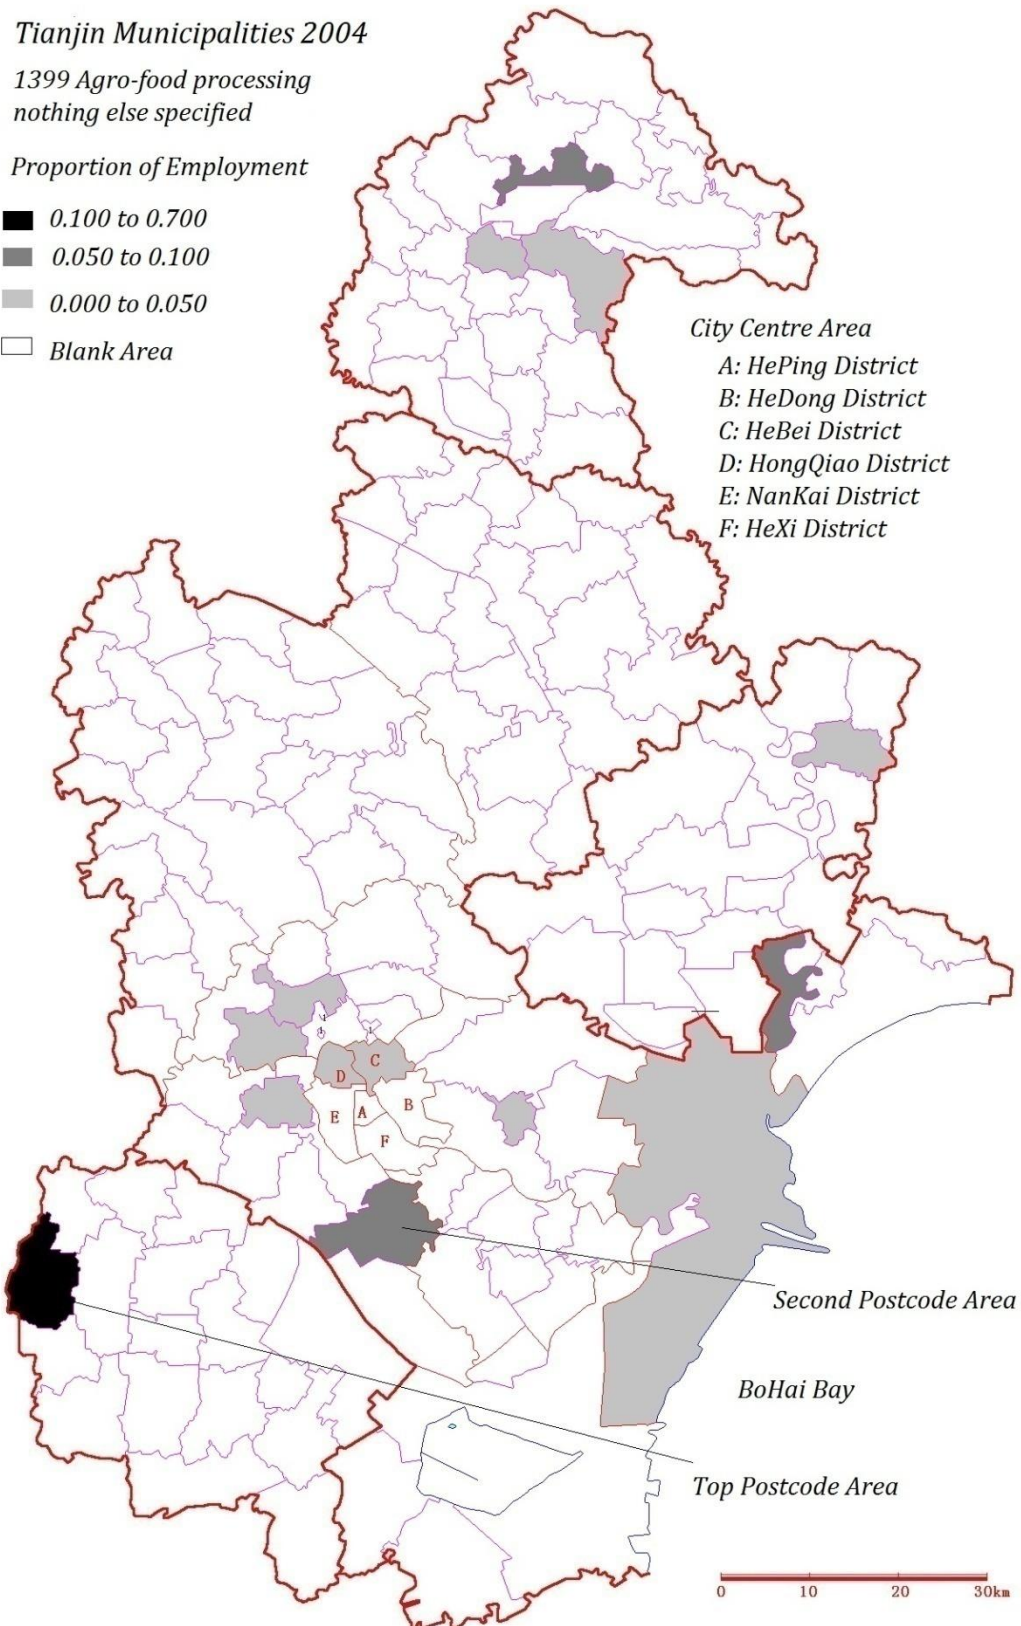 Tianjin Municipalities 2004
1399 Agro-food processing
nothing else specified
Proportion of Employment
0.100 to 0.700
0.050 to 0.100
0.000 to 0.050
Blank Area
City Centre Area
A: HePing District
B: HeDong District
C: HeBei District
D: HongQiao District
E: NanKai District
F: HeXi District
1
1
1
C
D
E
A
B
F
Second Postcode Area
BoHai Bay
Top Postcode Area
0 10 20 30km